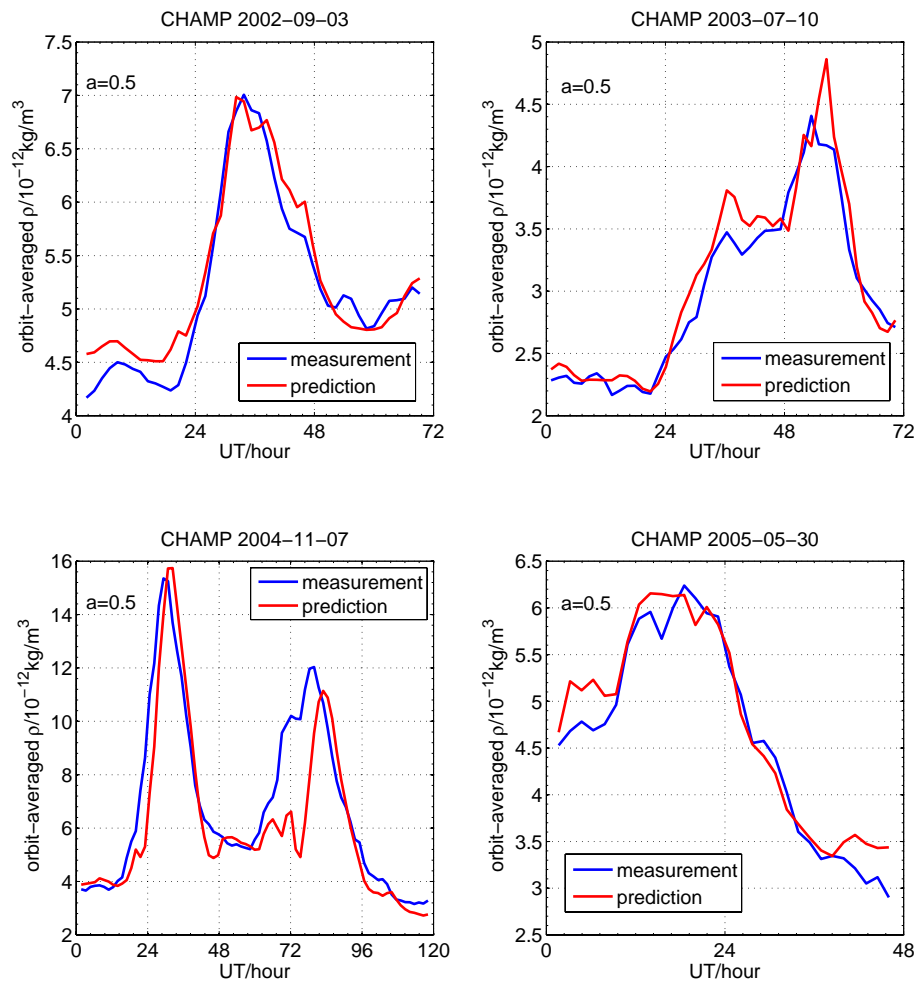 CHAMP 2002−09−03
7.5
7
6.5
6
5.5
5
4.5
4
a=0.5
orbit−averaged ρ/10−12kg/m3
measurement
prediction
0 24 48 72
UT/hour
CHAMP 2003−07−10
5
4.5
4
3.5
3
2.5
2
a=0.5
orbit−averaged ρ/10−12kg/m3
measurement
prediction
0 24 48 72
UT/hour
CHAMP 2004−11−07
16
14
12
10
8
6
4
2
a=0.5
orbit−averaged ρ/10−12kg/m3
measurement
prediction
0 24 48 72 96 120
UT/hour
CHAMP 2005−05−30
6.5
6
5.5
5
4.5
4
3.5
3
2.5
a=0.5
orbit−averaged ρ/10−12kg/m3
measurement
prediction
0 24 48
UT/hour